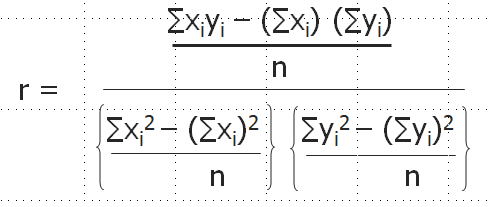 ∑xᵢyᵢ – (∑xᵢ) (∑yᵢ)
n
r =
∑xᵢ² – (∑xᵢ)² ∑yᵢ² – (∑yᵢ)²
n n